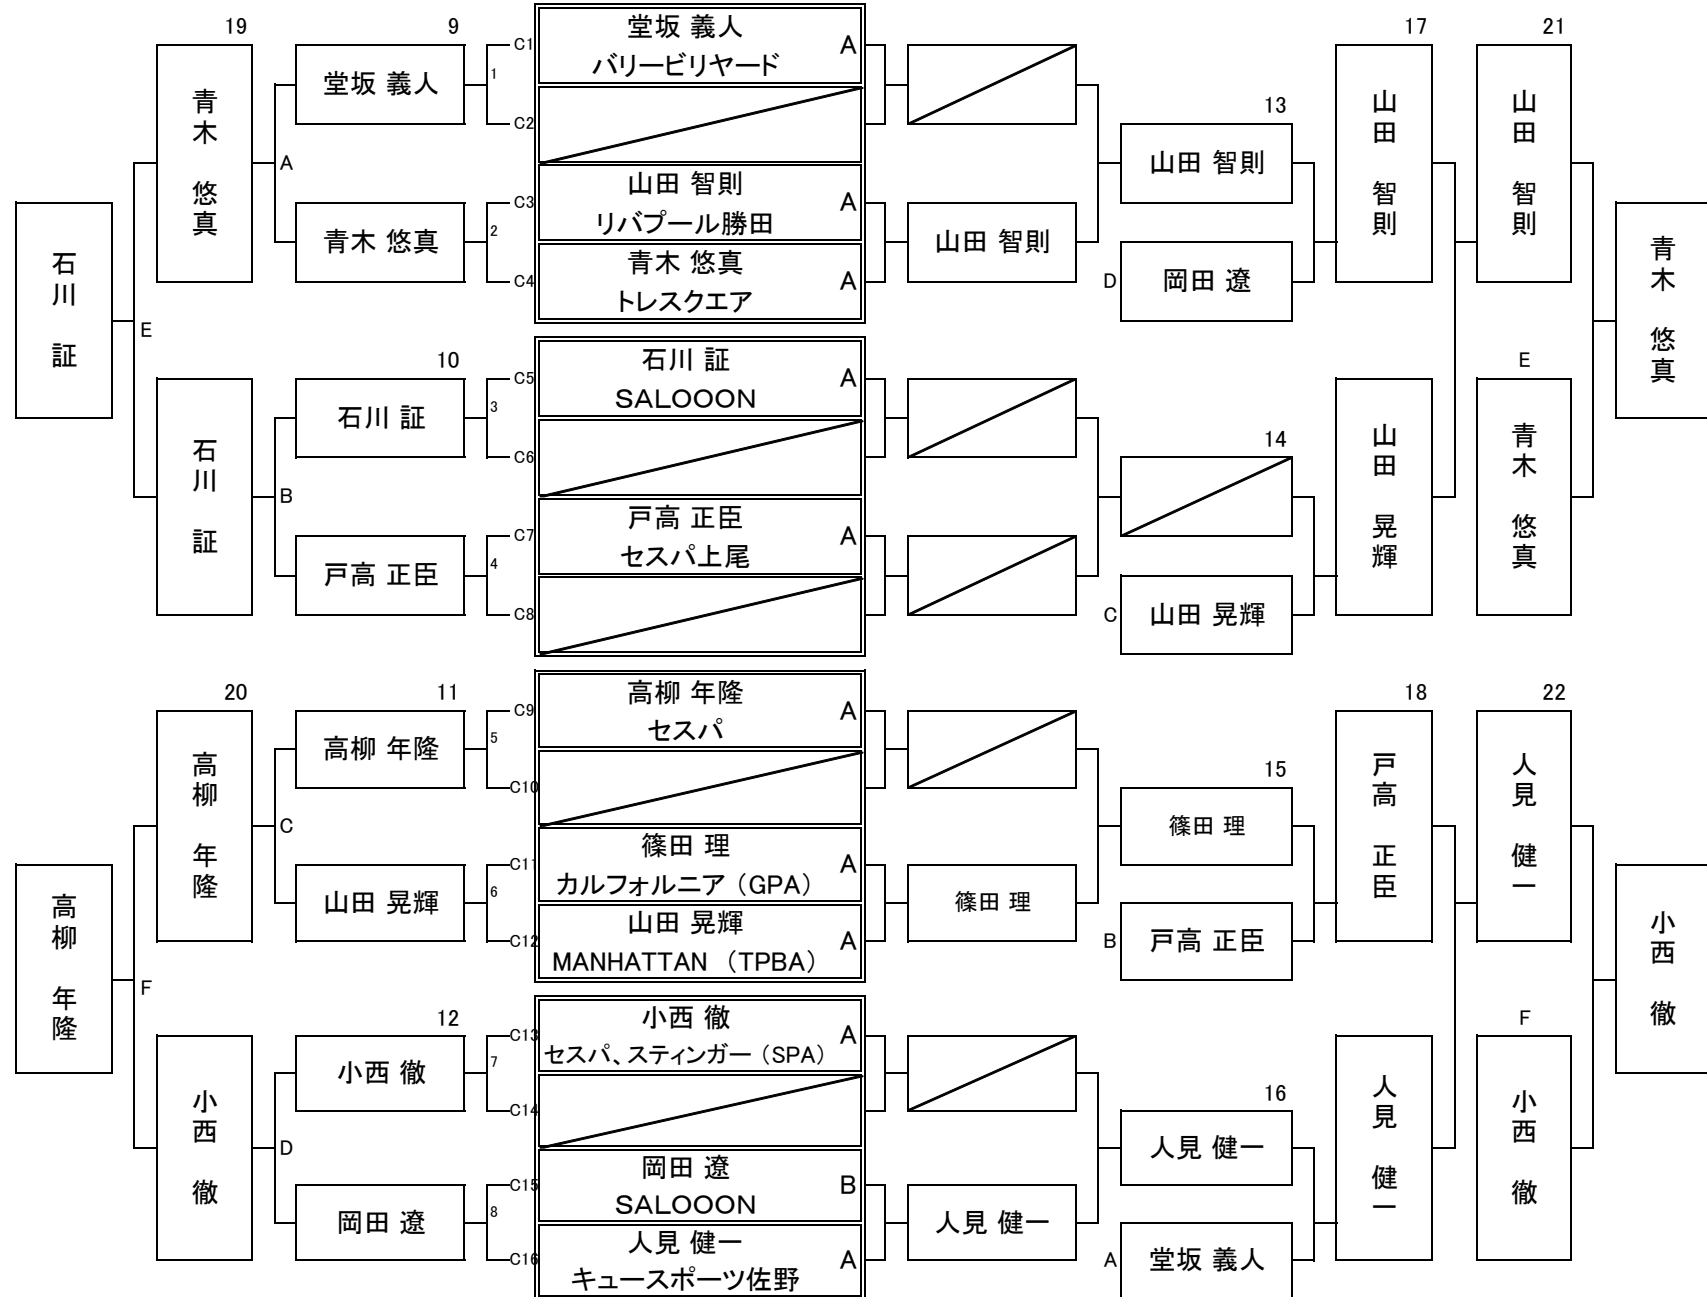 19
9
17
21
堂坂 義人
バリービリヤード
A
C1
1
C2
堂坂 義人
青木 悠真
A
13
山田 智則
山田 智則
山田 智則
山田 智則
リバプール勝田
A
C3
2
C4
青木 悠真
山田 智則
青木 悠真
トレスクエア
A
D
岡田 遼
石川 証
E
青木 悠真
10
石川 証
SALOOON
A
C5
3
C6
石川 証
石川 証
B
14
山田 晃輝
E
青木 悠真
戸高 正臣
セスパ上尾
A
C7
4
C8
戸高 正臣
C
山田 晃輝
20
11
18
22
高柳 年隆
セスパ
A
C9
5
C10
高柳 年隆
高柳 年隆
C
15
篠田 理
戸高 正臣
人見 健一
篠田 理
カルフォルニア（GPA）
A
C11
6
C12
山田 晃輝
篠田 理
山田 晃輝
MANHATTAN （TPBA）
A
B
戸高 正臣
高柳 年隆
F
小西 徹
12
小西 徹
セスパ、スティンガー（SPA）
A
C13
7
C14
小西 徹
小西 徹
D
16
人見 健一
人見 健一
F
小西 徹
岡田 遼
SALOOON
B
C15
8
C16
岡田 遼
人見 健一
人見 健一
キュースポーツ佐野
A
A
堂坂 義人